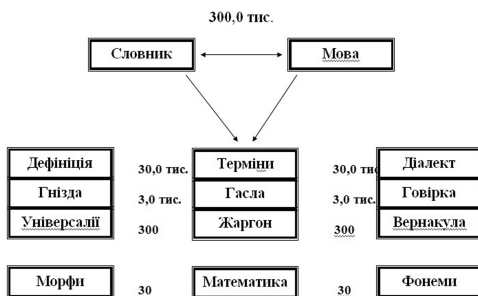 300,0 тис.
Словник Мова
Дефініція 30,0 тис. Терміни 30,0 тис Діалект
Гнізда 3,0 тис. Гасла 3,0 тис. Говірка
Універсалії 300 Жаргон 300 Вернакула
Морфи 30 Математика 30 Фонеми